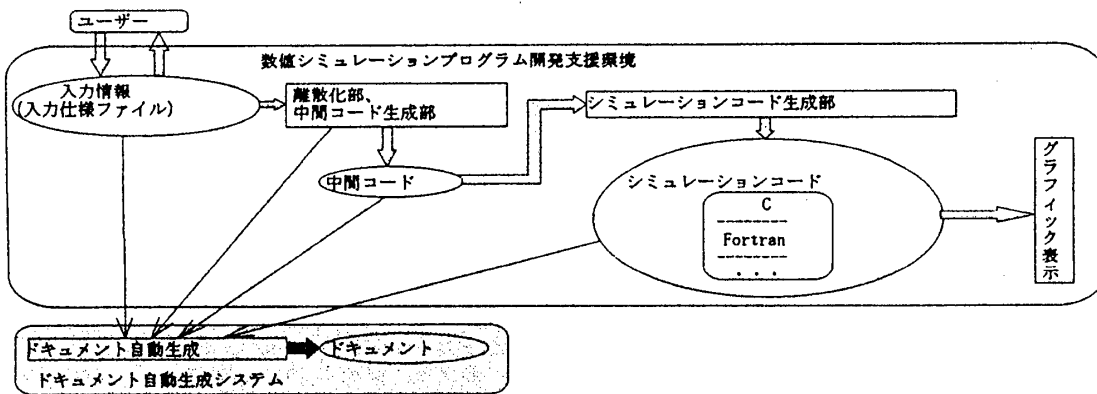 ユーザー
数値シミュレーションプログラム開発支援環境
入力情報
(入力仕様ファイル)
離散化部、
中間コード生成部
シミュレーションコード生成部
中間コード
シミュレーションコード
C
Fortran
・・・
グラフィック表示
ドキュメント自動生成
ドキュメント
ドキュメント自動生成システム